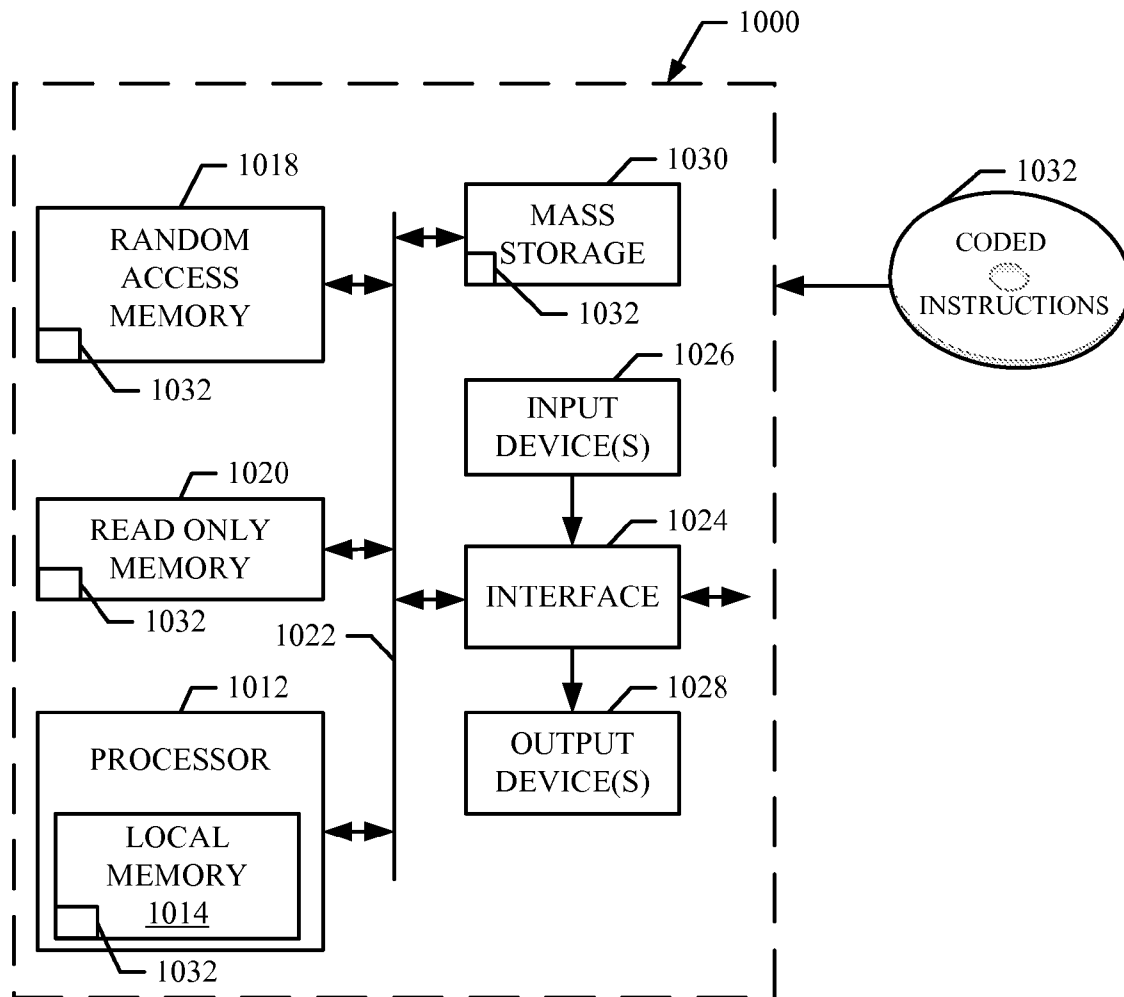 1000
1018
RANDOM
ACCESS
MEMORY
1032
1030
MASS
STORAGE
1032
1032
CODED
INSTRUCTIONS
1026
INPUT
DEVICE(S)
1020
READ ONLY
MEMORY
1032
1024
INTERFACE
1022
1012
PROCESSOR
LOCAL
MEMORY
1014
1032
1028
OUTPUT
DEVICE(S)